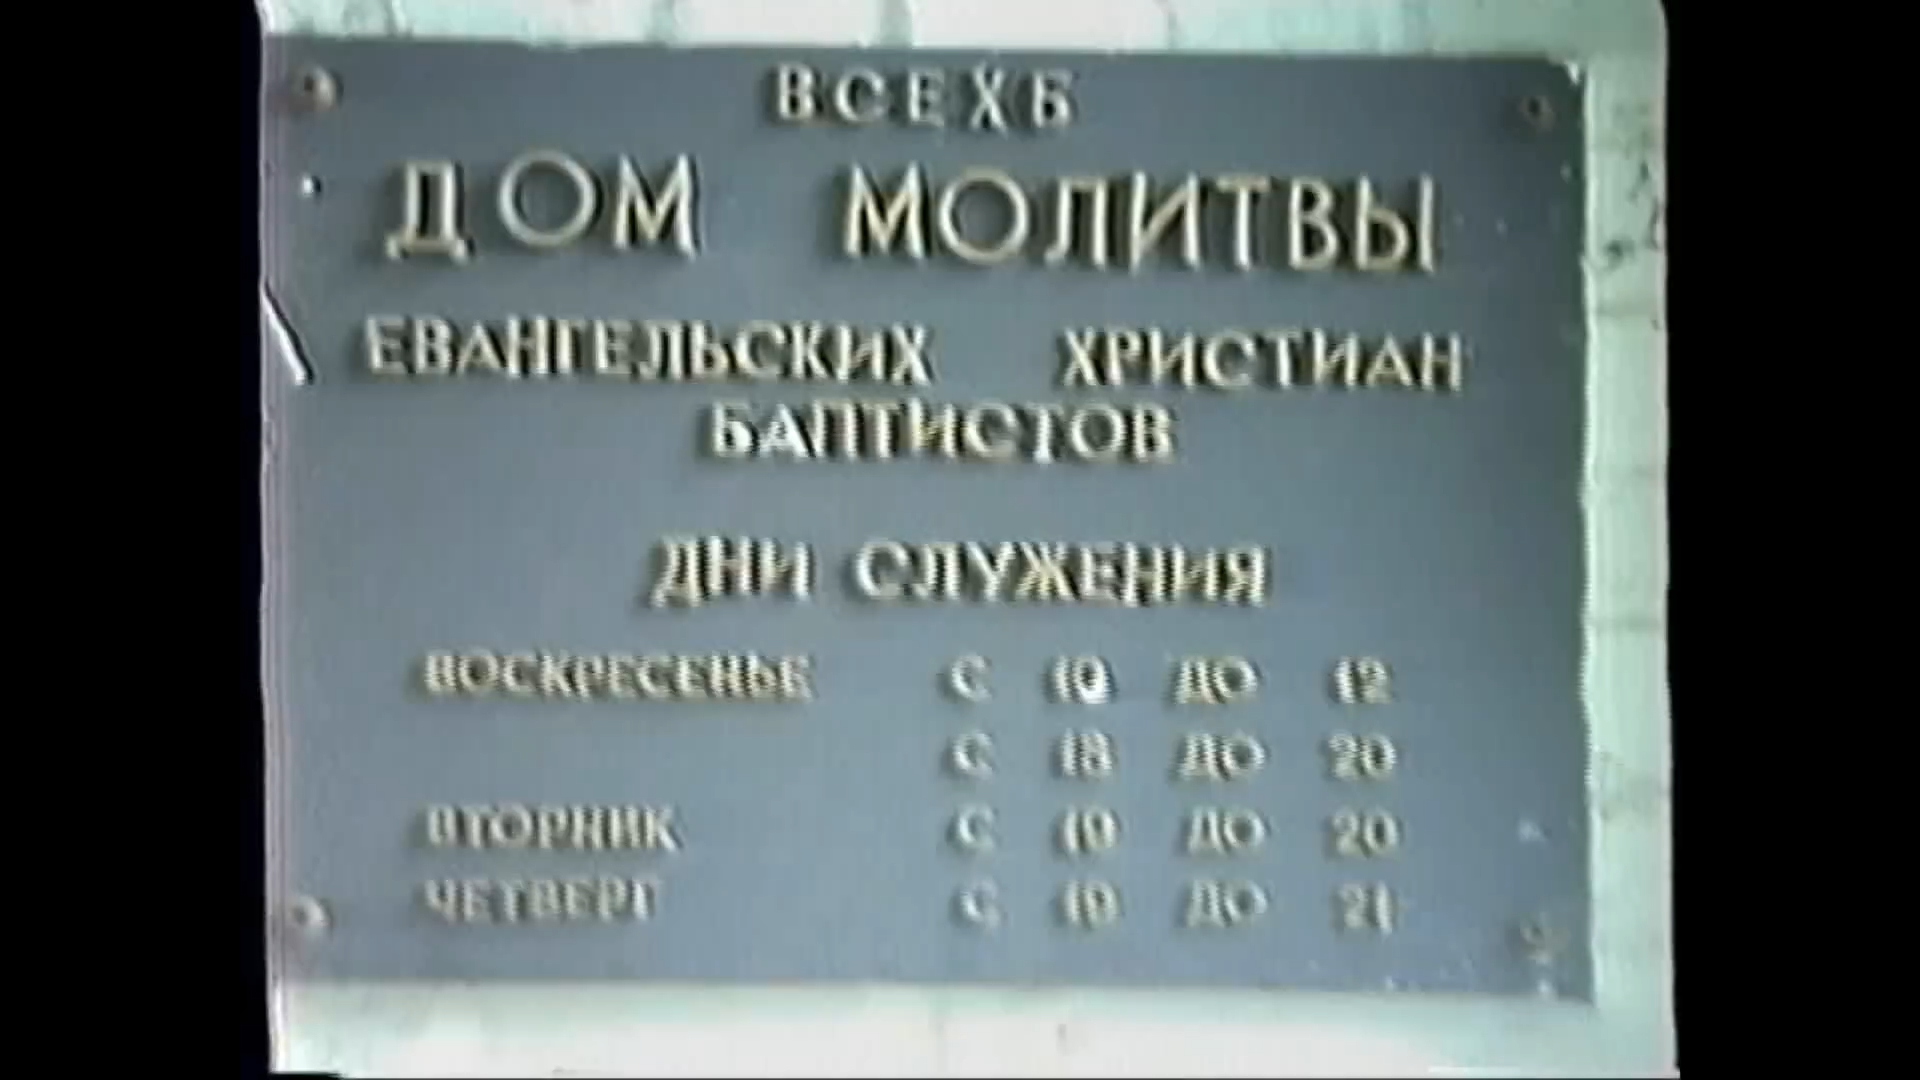 ВСЕХБ
ДОМ МОЛИТВЫ
ЕВАНГЕЛЬСКИХ ХРИСТИАН
БАПТИСТОВ
ДНИ СЛУЖЕНИЯ
ВОСКРЕСЕНЬЕ С 10 ДО 12
С 18 ДО 20
ВТОРНИК С 19 ДО 20
ЧЕТВЕРГ С 19 ДО 21